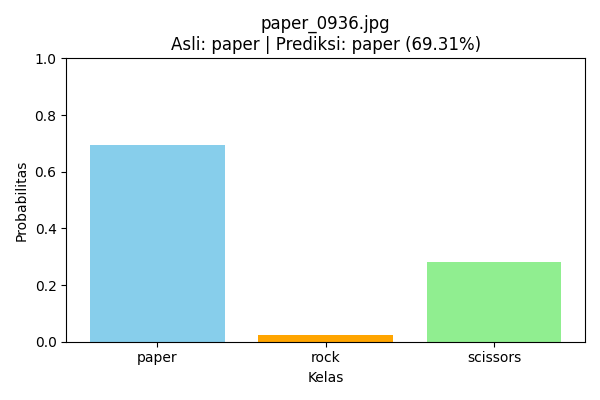 paper_0936.jpg
Asli: paper | Prediksi: paper (69.31%)
1.0
0.8
0.6
0.4
0.2
0.0
Probabilitas
paper
rock
scissors
Kelas